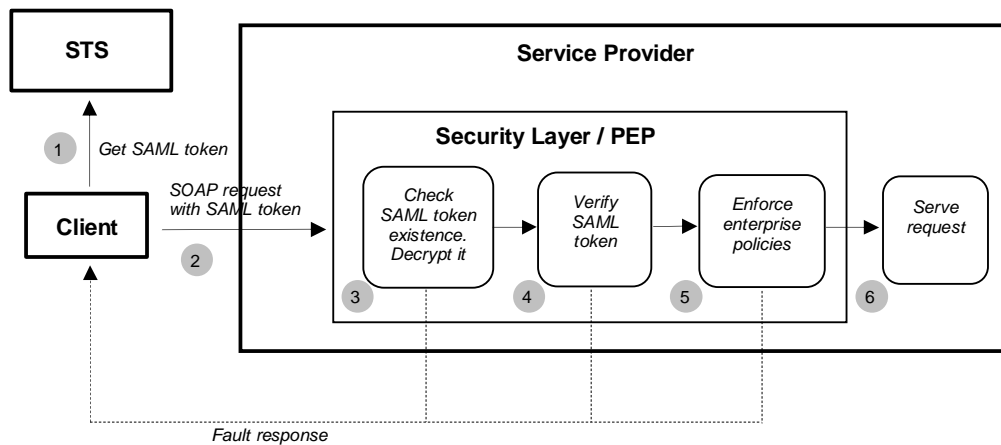 STS
Service Provider
Security Layer / PEP
1
Get SAML token
SOAP request
with SAML token
Client
2
Check
SAML token
existence.
Decrypt it
3
Verify
SAML
token
4
Enforce
enterprise
policies
5
Serve
request
6
Fault response